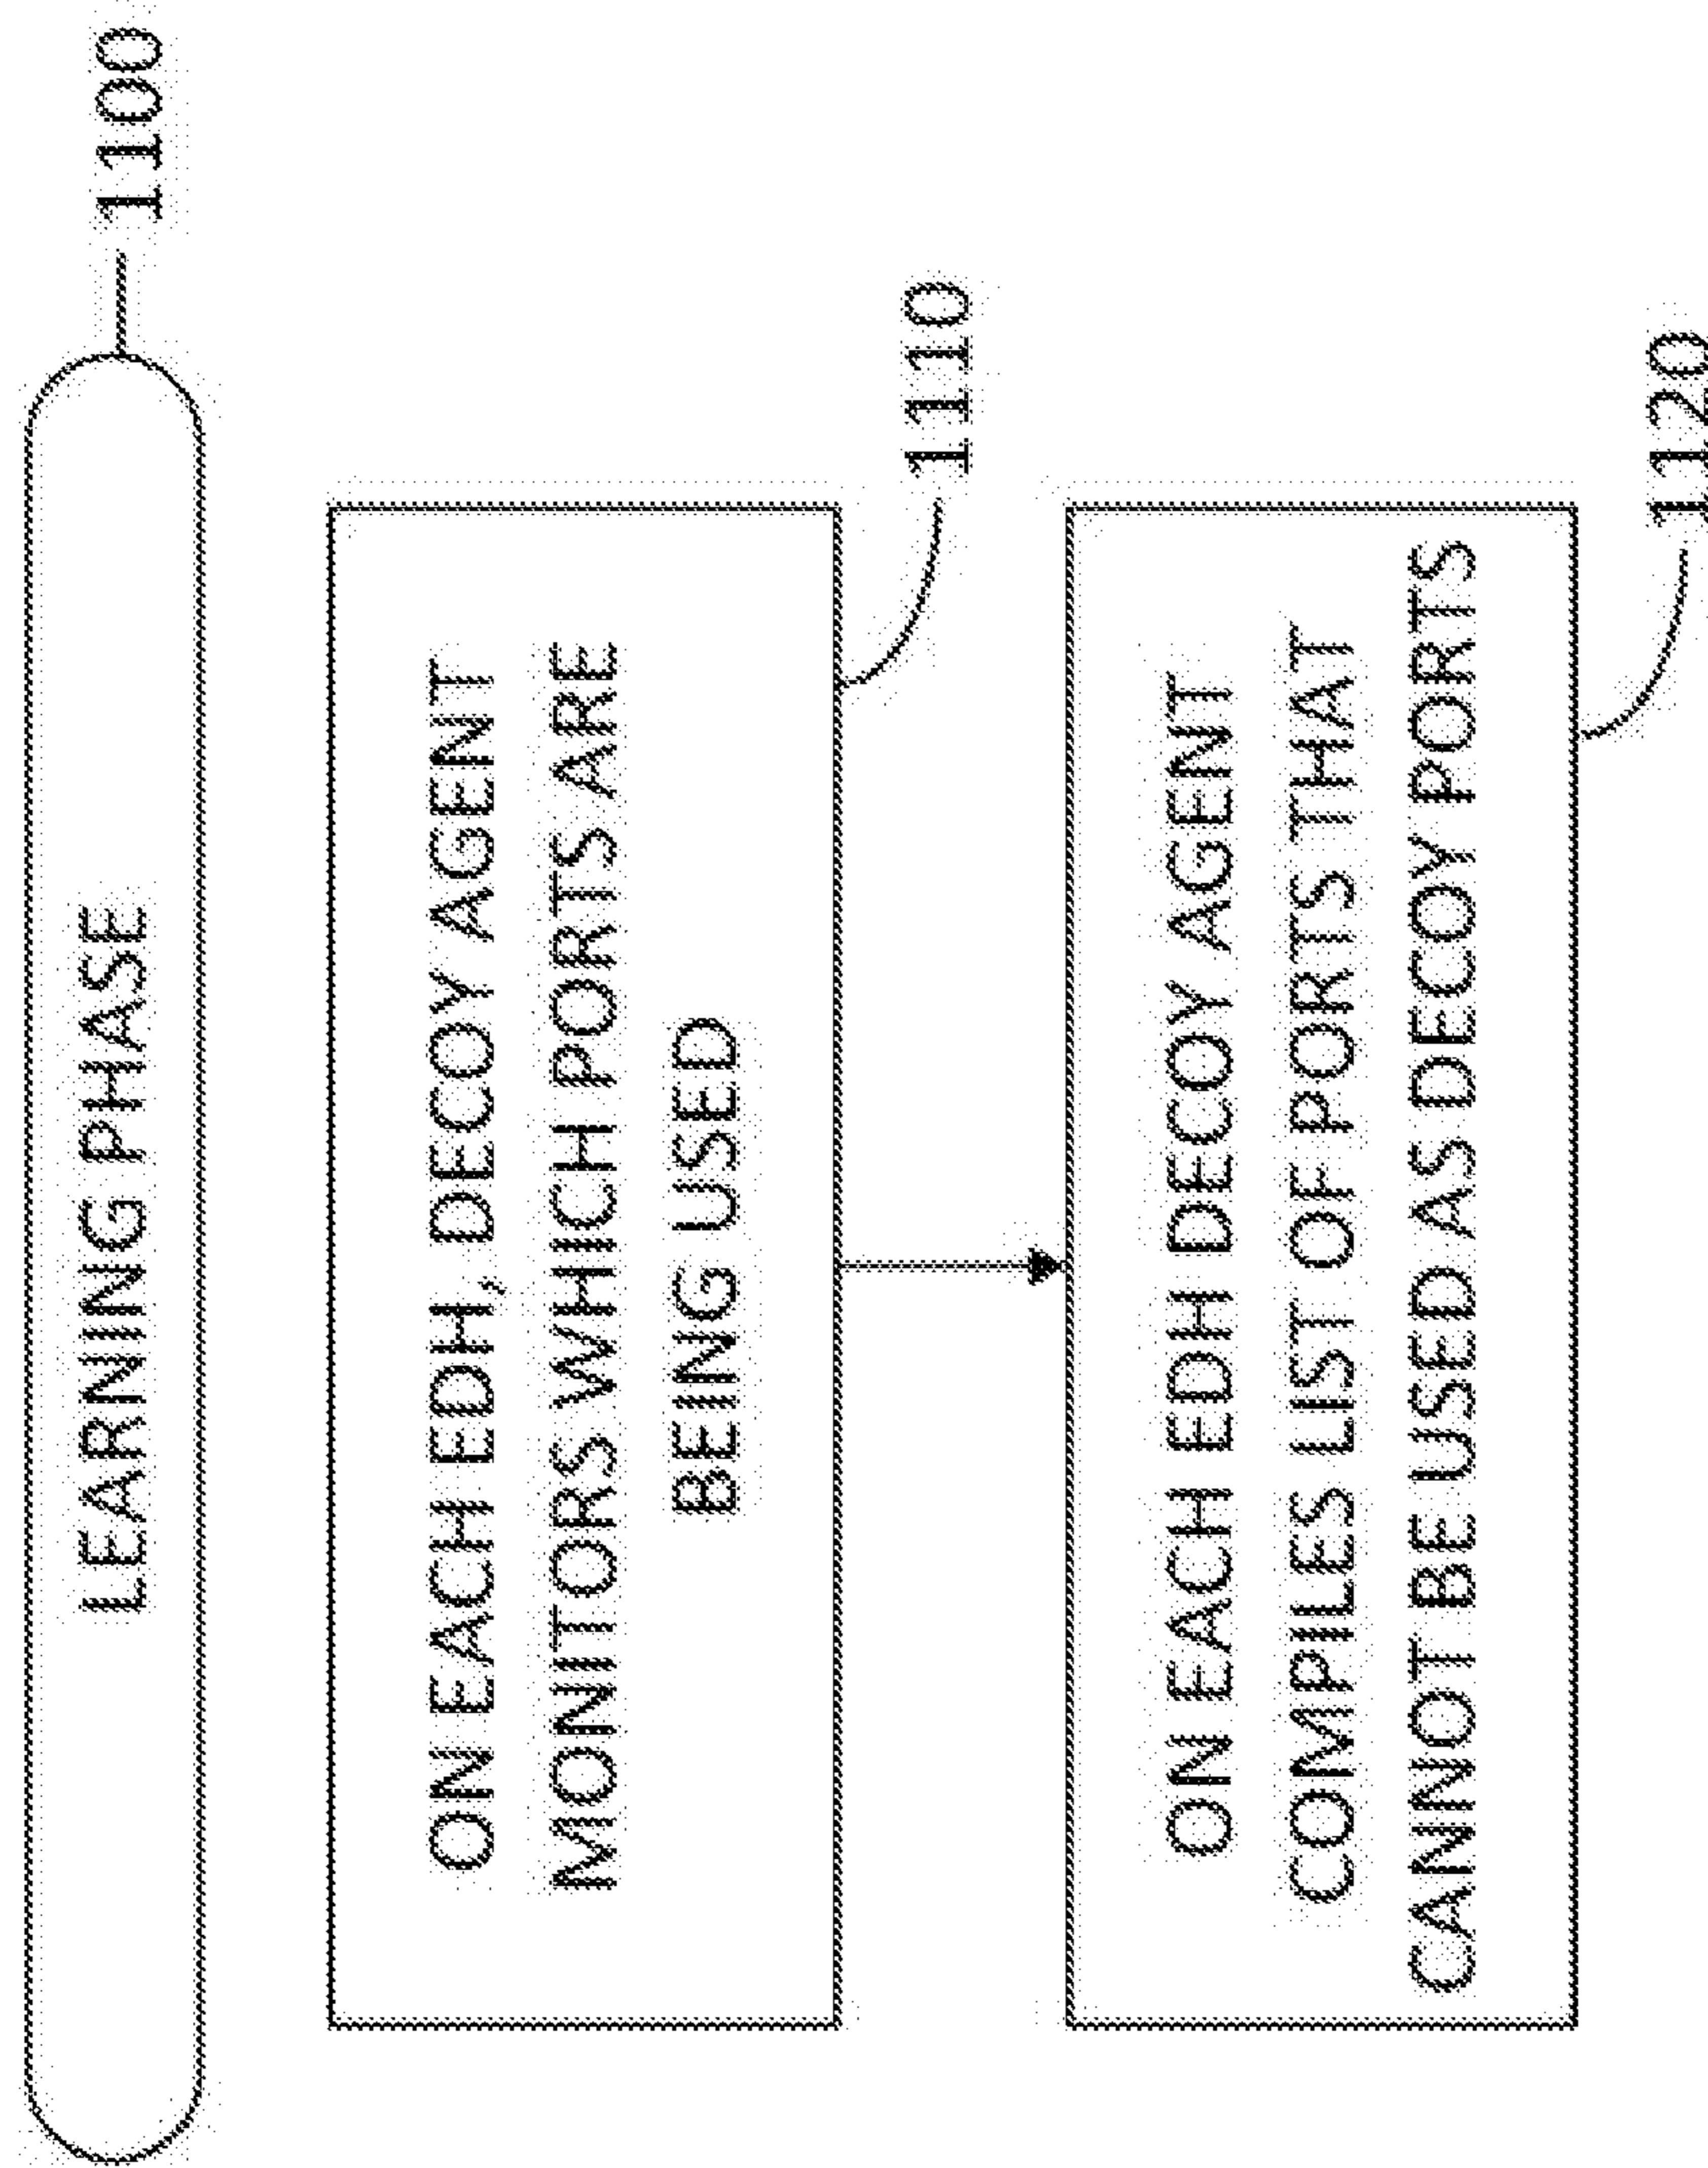 LEARNING PHASE
1100
ON EACH EDH, DECOY AGENT
MONITORS WHICH PORTS ARE
BEING USED
1110
ON EACH EDH DECOY AGENT
COMPILES LIST OF PORTS THAT
CANNOT BE USED AS DECOY PORTS
1120